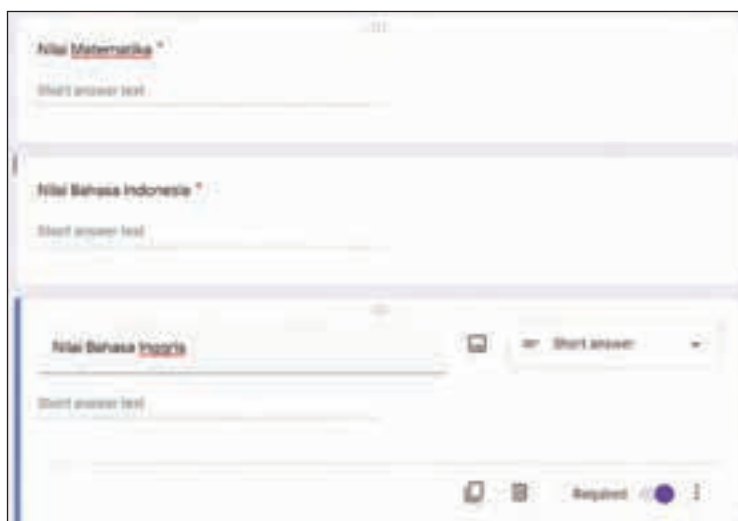 Nilai Matematika *
Short answer text
Nilai Bahasa Indonesia *
Short answer text
Nilai Bahasa Inggris
Short answer
Short answer text
Required